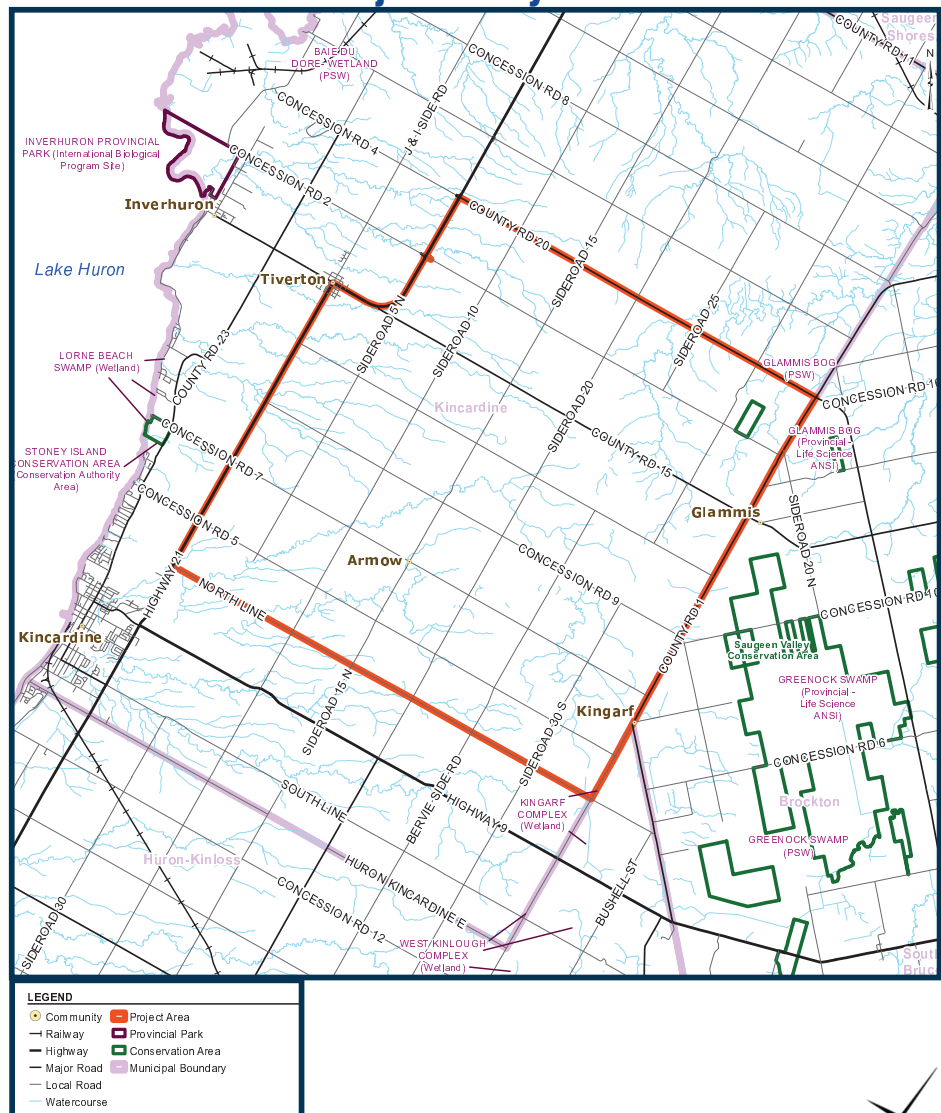 COUNTY RD 11
Saugeen
Shores
N
BAIE DU
DORE WETLAND
(PSW)
CONCESSION RD 8
CONCESSION RD 4
J & I SIDE RD
INVERHURON PROVINCIAL
PARK (International Biological
Program Site)
CONCESSION RD 2
Inverhuron
COUNTY RD 20
Lake Huron
Tiverton
SIDEROAD 15
SIDEROAD 5 N
SIDEROAD 10
SIDEROAD 25
LORNE BEACH
SWAMP (Wetland)
COUNTY RD 23
GLAMMIS BOG
(PSW)
CONCESSION RD 10
Kincardine
SIDEROAD 20
CONCESSION RD 7
COUNTY RD 15
GLAMMIS BOG
(Provincial -
Life Science
ANSI)
STONEY ISLAND
CONSERVATION AREA
Conservation Authority
Area)
CONCESSION RD 5
Glammis
SIDEROAD 20 N
Armow
CONCESSION RD 9
HIGHWAY 21
NORTH LINE
COUNTY RD 1
CONCESSION RD 10
Kincardine
Saugeen Valley
Conservation Area
GREENOCK SWAMP
(Provincial -
Life Science
ANSI)
SIDEROAD 15 N
SIDEROAD 30 S
Kingarf
CONCESSION RD 6
BERVIE SIDE RD
SOUTH LINE
HIGHWAY 9
KINGARF
COMPLEX
(Wetland)
Brockton
GREENOCK SWAMP
(PSW)
Huron-Kinloss
HURON KINCARDINE E
CONCESSION RD 12
BUSHELL ST
SIDEROAD 30
WEST KINLOUGH
COMPLEX
(Wetland)
South
Bruc
LEGEND
Community
Project Area
Railway
Provincial Park
Highway
Conservation Area
Major Road
Municipal Boundary
Local Road
Watercourse